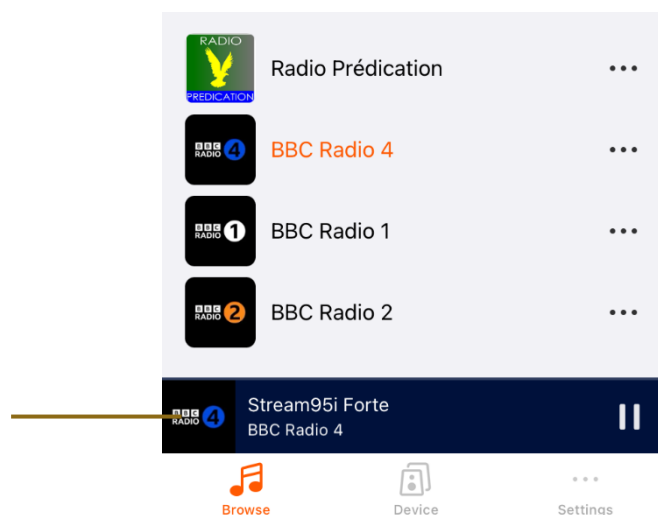 RADIO
PREDICATION
Radio Prédication
BBC
RADIO 4
BBC Radio 4
BBC
RADIO 1
BBC Radio 1
BBC
RADIO 2
BBC Radio 2
BBC
RADIO 4
Stream95i Forte
BBC Radio 4
Browse
Device
Settings